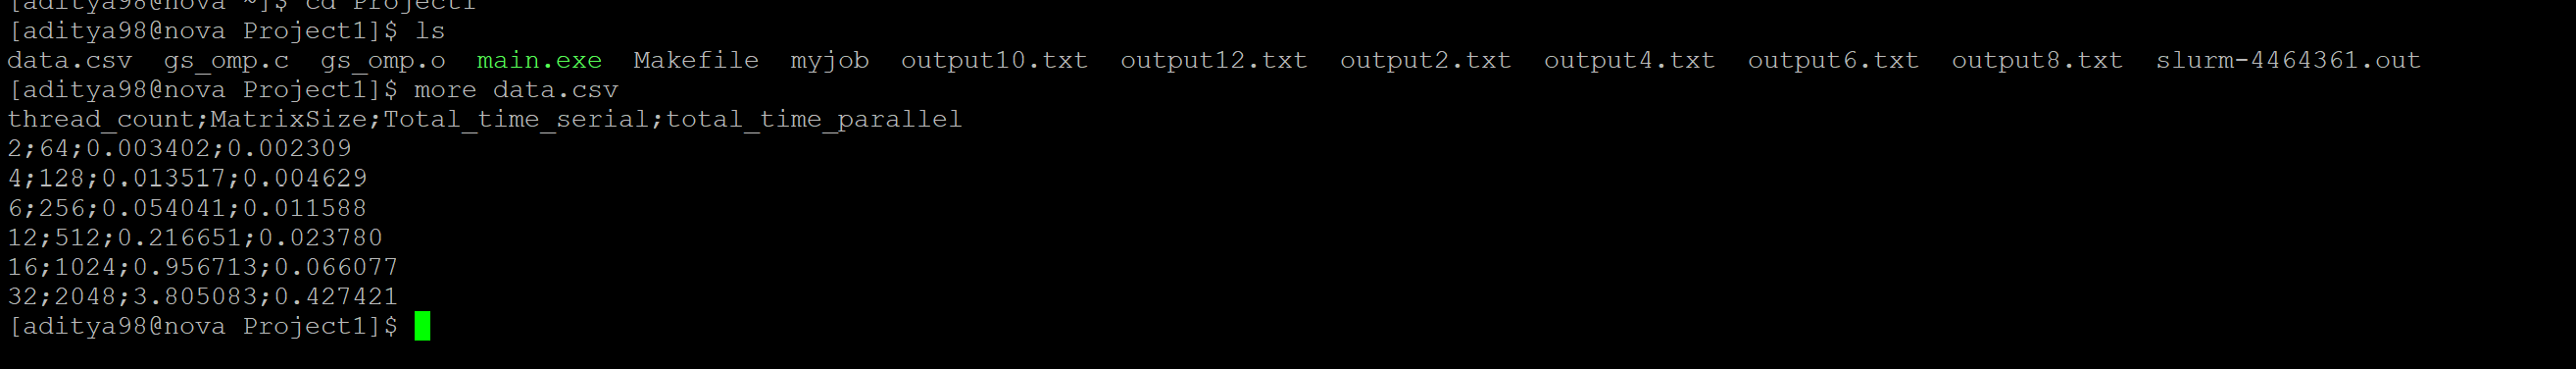 [aditya98@nova ~]$ cd Project1
[aditya98@nova Project1]$ ls
data.csv  gs_omp.c  gs_omp.o  main.exe  Makefile  myjob  output10.txt  output12.txt  output2.txt  output4.txt  output6.txt  output8.txt  slurm-4464361.out
[aditya98@nova Project1]$ more data.csv
thread_count;MatrixSize;Total_time_serial;total_time_parallel
2;64;0.003402;0.002309
4;128;0.013517;0.004629
6;256;0.054041;0.011588
12;512;0.216651;0.023780
16;1024;0.956713;0.066077
32;2048;3.805083;0.427421
[aditya98@nova Project1]$